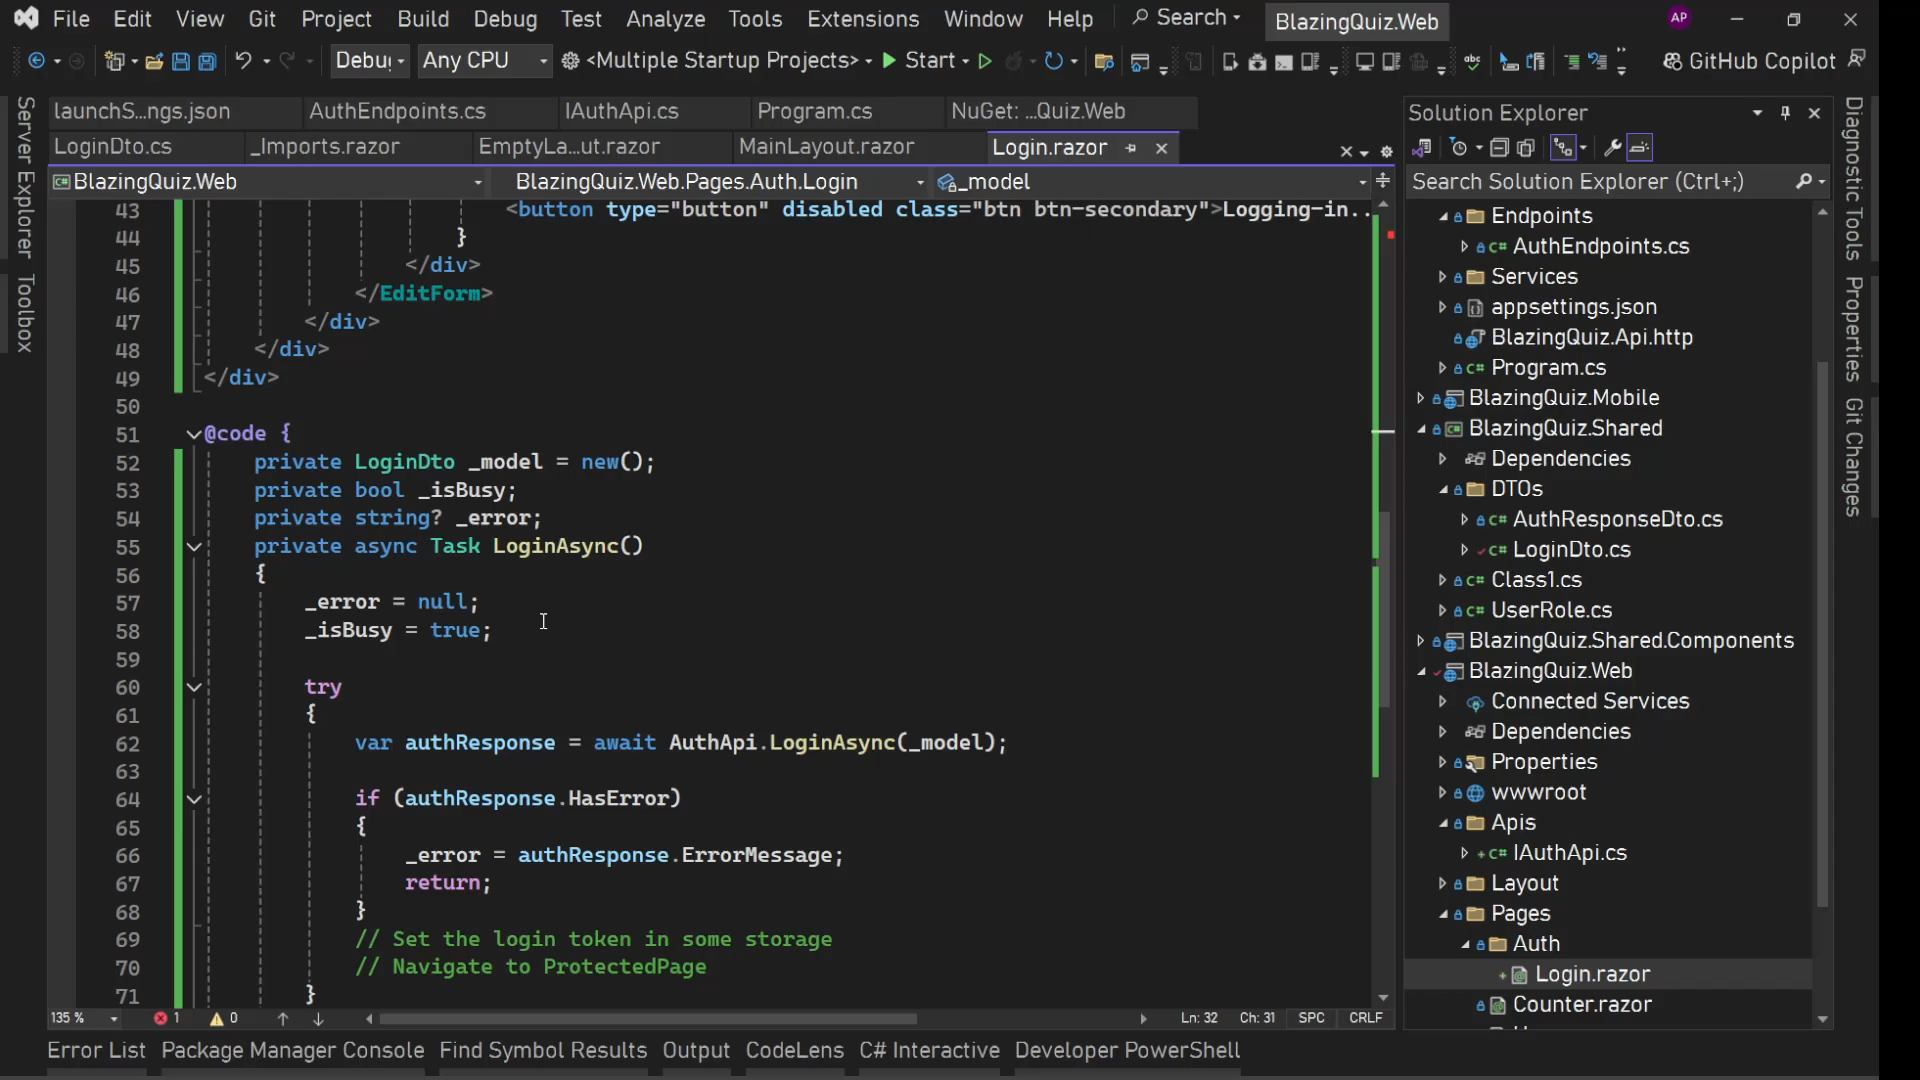 File Edit View Git Project Build Debug Test Analyze Tools Extensions Window Help Search BlazingQuiz.Web AP
Debu Any CPU <Multiple Startup Projects> Start GitHub Copilot
launchS...ngs.json AuthEndpoints.cs IAuthApi.cs Program.cs NuGet: ...Quiz.Web
LoginDto.cs _Imports.razor EmptyLa...ut.razor MainLayout.razor Login.razor
BlazingQuiz.Web BlazingQuiz.Web.Pages.Auth.Login _model
43 <button type="button" disabled class="btn btn-secondary">Logging-in..
44 }
45 </div>
46 </EditForm>
47 </div>
48 </div>
49 </div>
50
51 @code {
52 private LoginDto _model = new();
53 private bool _isBusy;
54 private string? _error;
55 private async Task LoginAsync()
56 {
57 _error = null;
58 _isBusy = true;
59
60 try
61 {
62 var authResponse = await AuthApi.LoginAsync(_model);
63
64 if (authResponse.HasError)
65 {
66 _error = authResponse.ErrorMessage;
67 return;
68 }
69 // Set the login token in some storage
70 // Navigate to ProtectedPage
71 }
135 % 1 0 Ln: 32 Ch: 31 SPC CRLF
Error List Package Manager Console Find Symbol Results Output CodeLens C# Interactive Developer PowerShell
Server Explorer
Toolbox
Solution Explorer
Search Solution Explorer (Ctrl+;)
Endpoints
C# AuthEndpoints.cs
Services
appsettings.json
BlazingQuiz.Api.http
C# Program.cs
BlazingQuiz.Mobile
BlazingQuiz.Shared
Dependencies
DTOs
C# AuthResponseDto.cs
C# LoginDto.cs
C# Class1.cs
C# UserRole.cs
BlazingQuiz.Shared.Components
BlazingQuiz.Web
Connected Services
Dependencies
Properties
wwwroot
Apis
C# IAuthApi.cs
Layout
Pages
Auth
Login.razor
Counter.razor
Diagnostic Tools
Properties
Git Changes